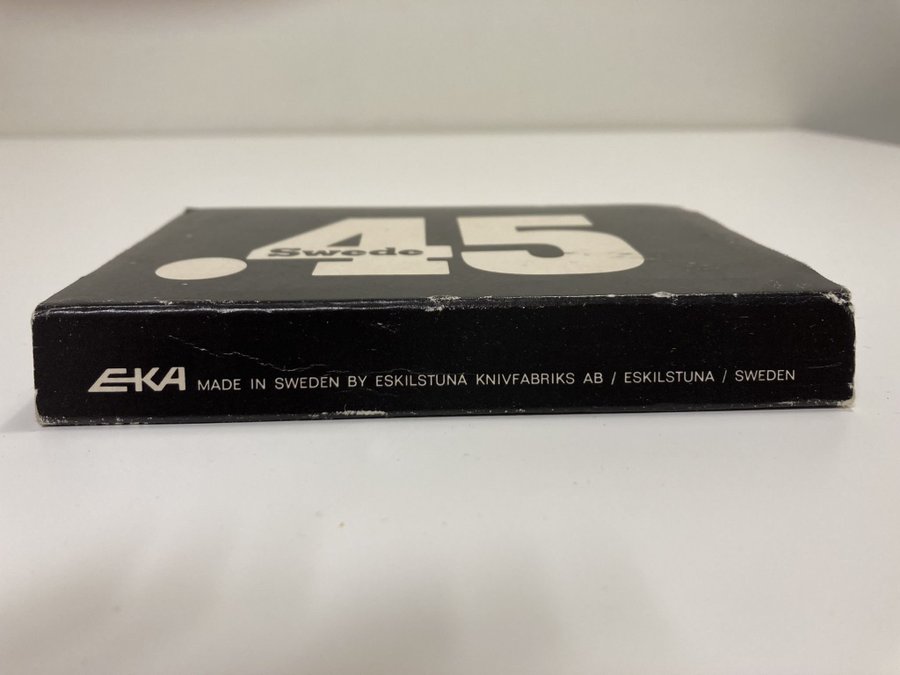 .45
Swede
EKA MADE IN SWEDEN BY ESKILSTUNA KNIVFABRIKS AB / ESKILSTUNA / SWEDEN